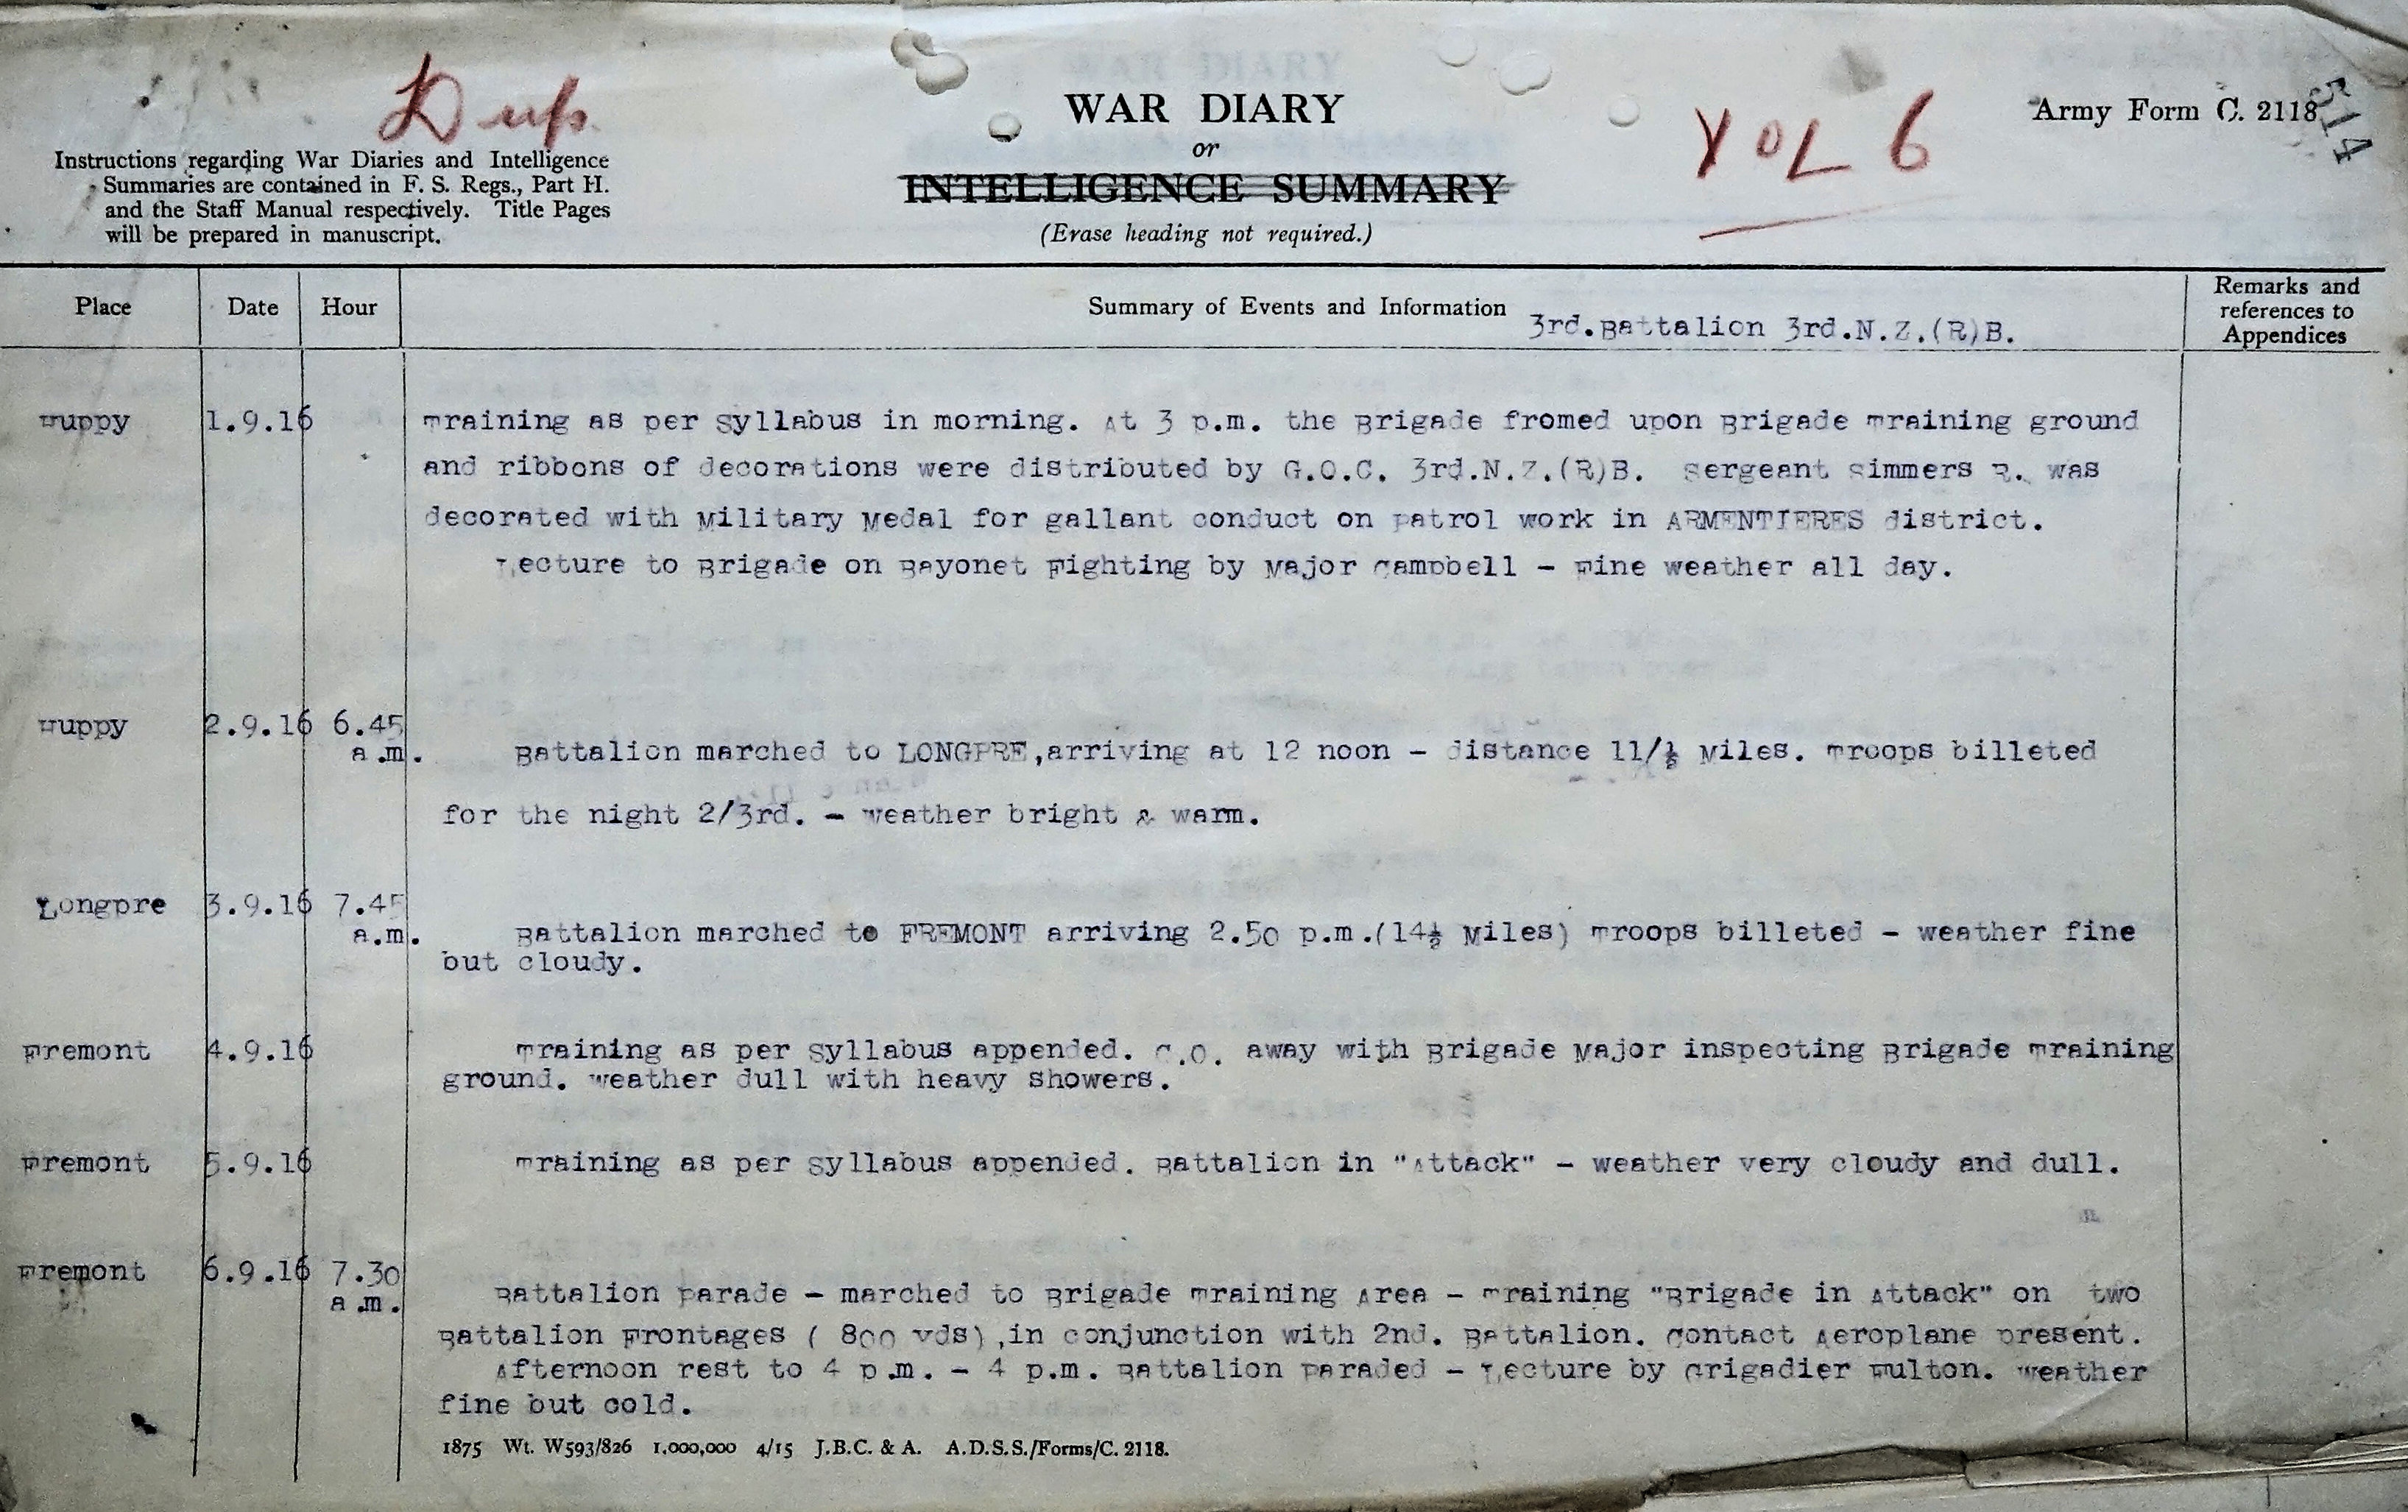 Dup
WAR DIARY
or
INTELLIGENCE SUMMARY
(Erase heading not required.)
VOL 6
Army Form C. 2118
514
Instructions regarding War Diaries and Intelligence
Summaries are contained in F. S. Regs., Part II.
and the Staff Manual respectively. Title Pages
will be prepared in manuscript.
Place Date Hour Summary of Events and Information 3rd.Battalion 3rd.N.Z.(R)B. Remarks and
references to
Appendices
Huppy 1.9.16 Training as per Syllabus in morning. At 3 p.m. the Brigade fromed upon Brigade Training ground
and ribbons of decorations were distributed by G.O.C. 3rd.N.Z.(R)B. Sergeant Simmers R. was
decorated with Military Medal for gallant conduct on Patrol work in ARMENTIERES district.
Lecture to Brigade on Bayonet Fighting by Major Campbell - Fine weather all day.
Huppy 2.9.16 6.45
a.m. Battalion marched to LONGPRE,arriving at 12 noon - distance 11/½ Miles. Troops billeted
for the night 2/3rd. - Weather bright & warm.
Longpre 3.9.16 7.45
a.m. Battalion marched to FREMONT arriving 2.50 p.m.(14½ Miles) Troops billeted - weather fine
but cloudy.
Fremont 4.9.16 Training as per Syllabus appended. C.O. away with Brigade Major inspecting Brigade Training
ground. Weather dull with heavy showers.
Fremont 5.9.16 Training as per Syllabus appended. Battalion in "Attack" - weather very cloudy and dull.
Fremont 6.9.16 7.30
a.m. Battalion Parade - marched to Brigade Training Area - Training "Brigade in Attack" on two
Battalion Frontages ( 800 yds),in conjunction with 2nd. Battalion. Contact Aeroplane present.
Afternoon rest to 4 p.m. - 4 p.m. Battalion Paraded - Lecture by Grigadier Fulton. Weather
fine but cold.
1875 Wt. W593/826 1,000,000 4/15 J.B.C. & A. A.D.S.S./Forms/C. 2118.